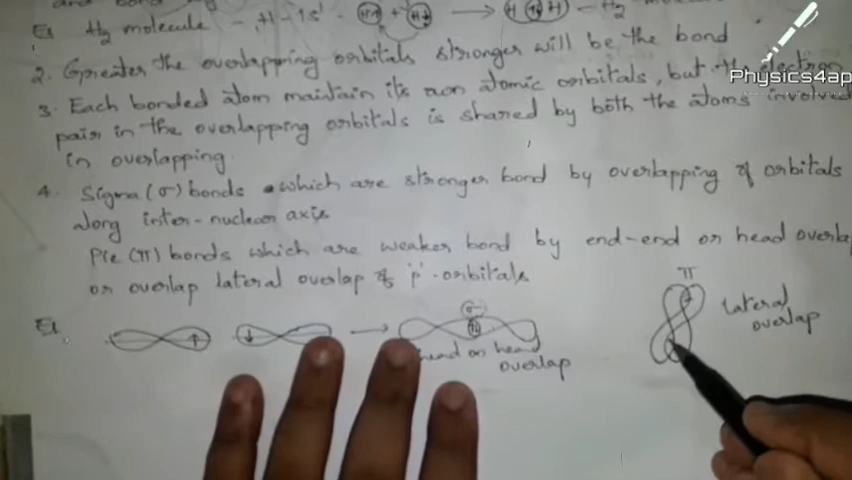 and bond
Eg H₂ molecule - H - 1s' - → - H₂
2. Greater the overlapping orbitals stronger will be the bond
Physics4ap
3. Each bonded atom maintain its own atomic orbitals, but the electron
pair in the overlapping orbitals is shared by both the atoms involved
in overlapping.
4. Sigma (σ) bonds which are stronger bond by overlapping of orbitals
along inter-nuclear axis
Pie (π) bonds which are weaker bond by end-end or head overla
or overlap lateral overlap of 'p'-orbitals
Eg
σ
head on head
overlap
π
Lateral
overlap